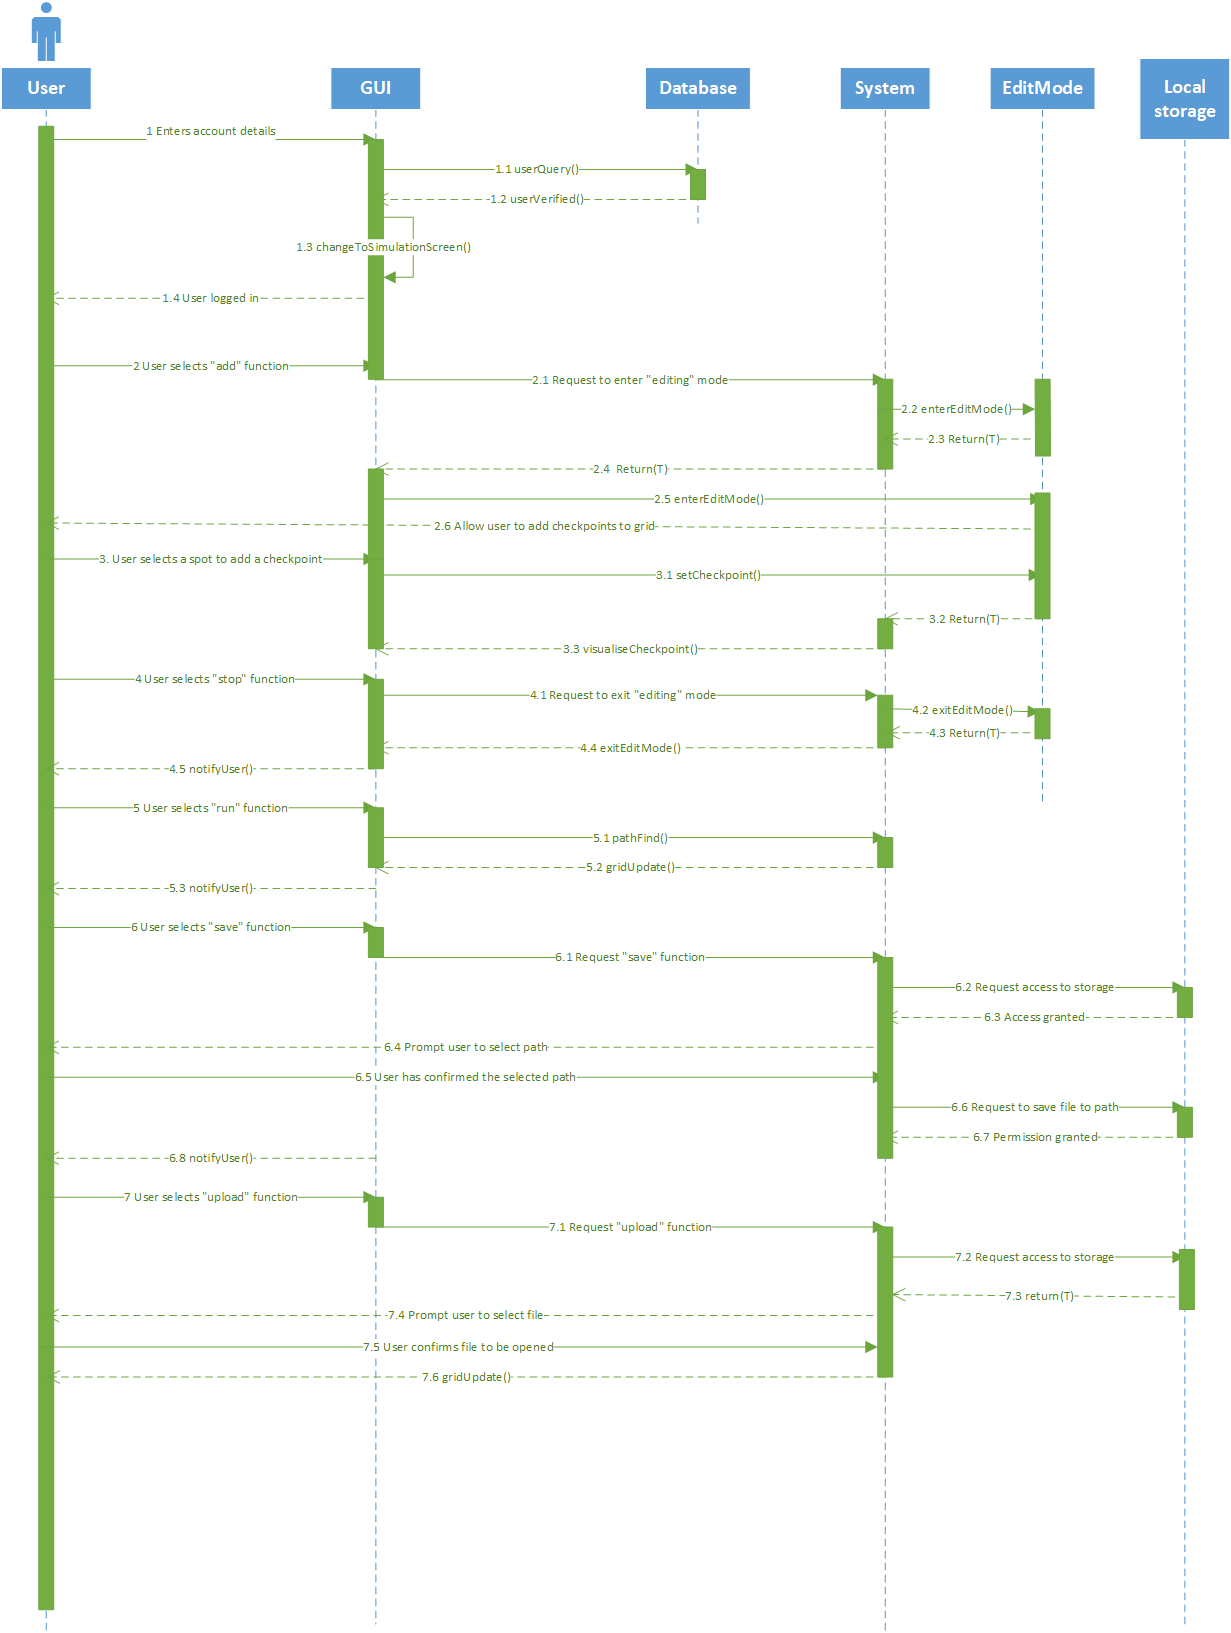 User
GUI
Database
System
EditMode
Local
storage
1 Enters account details
1.1 userQuery()
1.2 userVerified()
1.3 changeToSimulationScreen()
1.4 User logged in
2 User selects "add" function
2.1 Request to enter "editing" mode
2.2 enterEditMode()
2.3 Return(T)
2.4 Return(T)
2.5 enterEditMode()
2.6 Allow user to add checkpoints to grid
3. User selects a spot to add a checkpoint
3.1 setCheckpoint()
3.2 Return(T)
3.3 visualiseCheckpoint()
4 User selects "stop" function
4.1 Request to exit "editing" mode
4.2 exitEditMode()
4.3 Return(T)
4.4 exitEditMode()
4.5 notifyUser()
5 User selects "run" function
5.1 pathFind()
5.2 gridUpdate()
5.3 notifyUser()
6 User selects "save" function
6.1 Request "save" function
6.2 Request access to storage
6.3 Access granted
6.4 Prompt user to select path
6.5 User has confirmed the selected path
6.6 Request to save file to path
6.7 Permission granted
6.8 notifyUser()
7 User selects "upload" function
7.1 Request "upload" function
7.2 Request access to storage
7.3 return(T)
7.4 Prompt user to select file
7.5 User confirms file to be opened
7.6 gridUpdate()